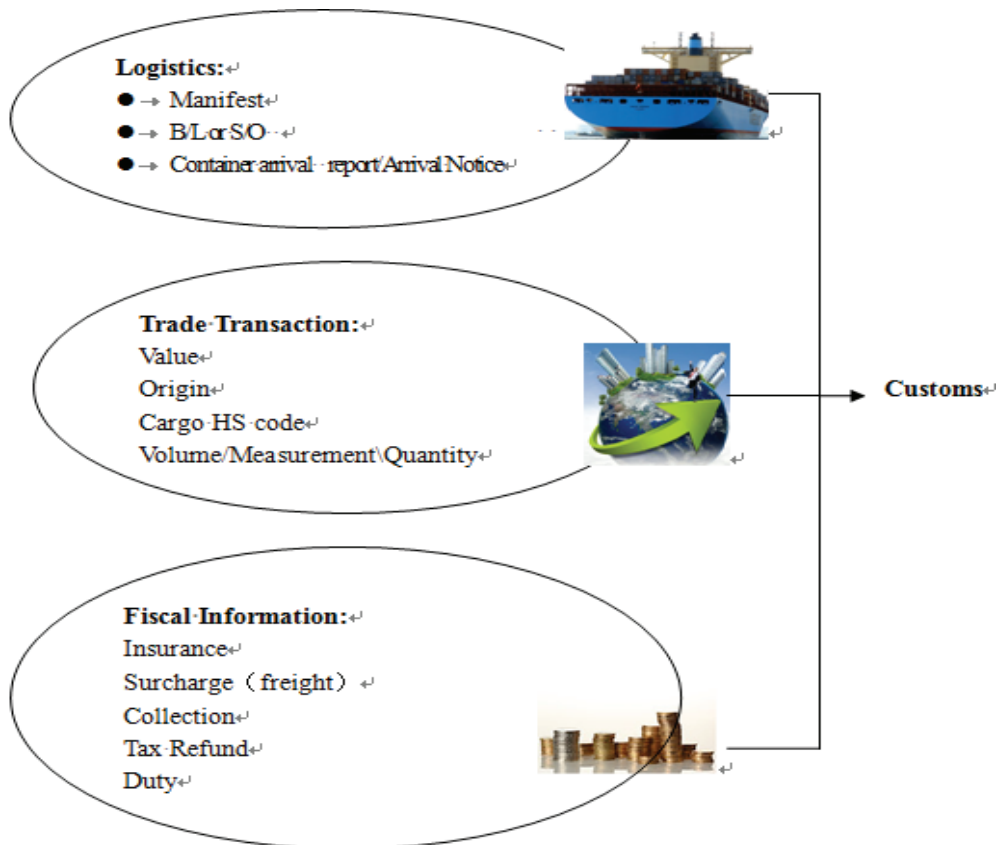 Logistics:
● Manifest
● B/L or S/O
● Container arrival report/Arrival Notice
Trade Transaction:
Value
Origin
Cargo HS code
Volume/Measurement\Quantity
Customs
Fiscal Information:
Insurance
Surcharge（freight）
Collection
Tax Refund
Duty